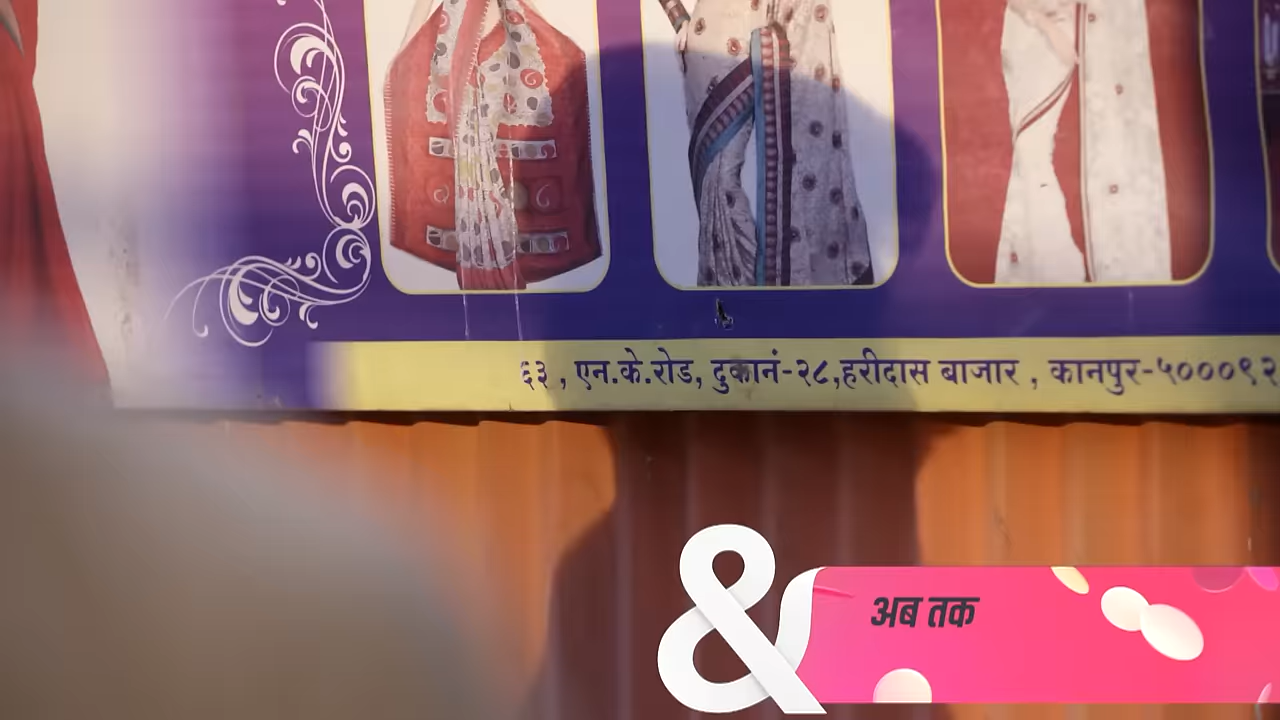 ६३ , एन.के.रोड, दुकानं-२८,हरीदास बाजार , कानपुर-५०००९२
&
अब तक